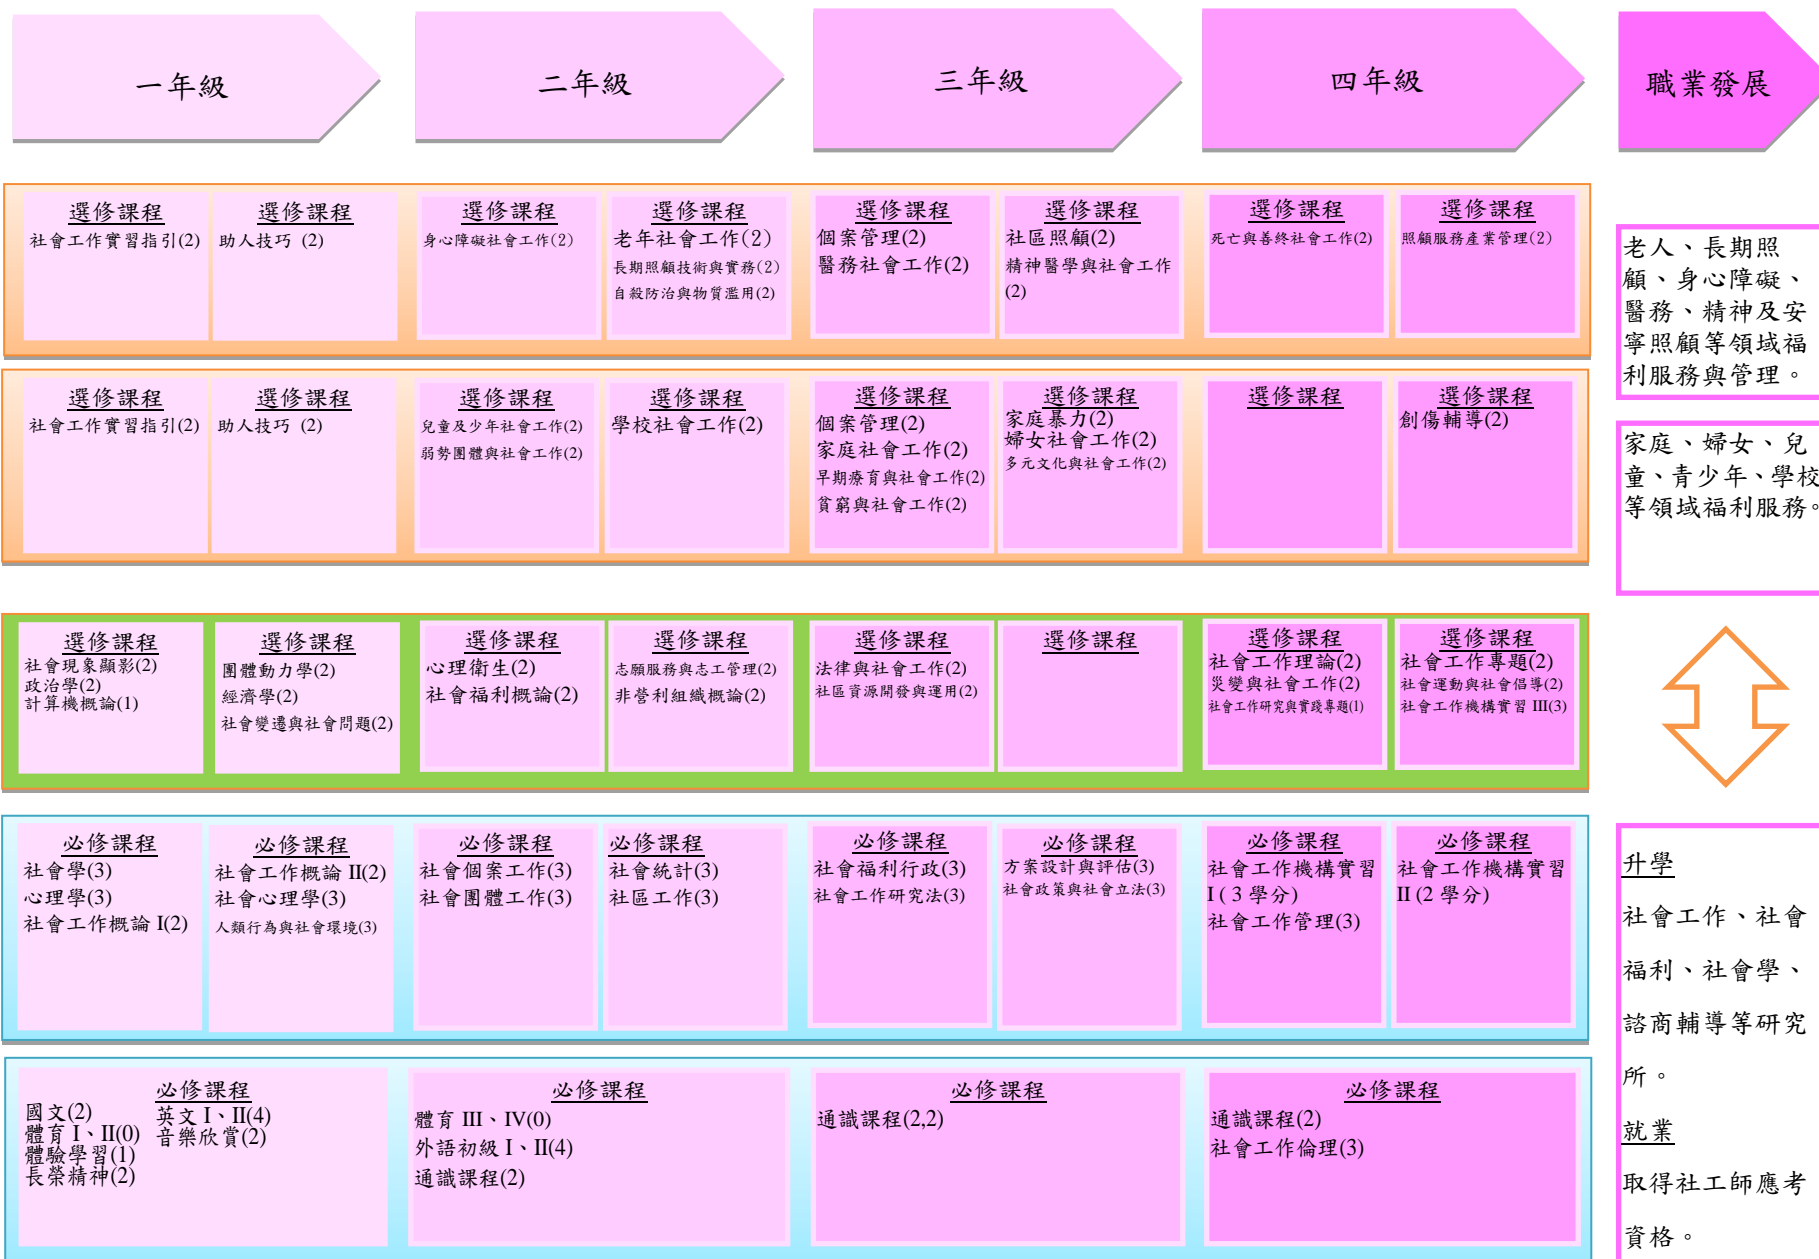 一年級
二年級
三年級
四年級
職業發展
選修課程
社會工作實習指引(2)
選修課程
助人技巧 (2)
選修課程
身心障礙社會工作(2)
選修課程
老年社會工作(2)
長期照顧技術與實務(2)
自殺防治與物質濫用(2)
選修課程
個案管理(2)
醫務社會工作(2)
選修課程
社區照顧(2)
精神醫學與社會工作
(2)
選修課程
死亡與善終社會工作(2)
選修課程
照顧服務產業管理(2)
老人、長期照
顧、身心障礙、
醫務、精神及安
寧照顧等領域福
利服務與管理。
選修課程
社會工作實習指引(2)
選修課程
助人技巧 (2)
選修課程
兒童及少年社會工作(2)
弱勢團體與社會工作(2)
選修課程
學校社會工作(2)
選修課程
個案管理(2)
家庭社會工作(2)
早期療育與社會工作(2)
貧窮與社會工作(2)
選修課程
家庭暴力(2)
婦女社會工作(2)
多元文化與社會工作(2)
選修課程
選修課程
創傷輔導(2)
家庭、婦女、兒
童、青少年、學校
等領域福利服務。
選修課程
社會現象顯影(2)
政治學(2)
計算機概論(1)
選修課程
團體動力學(2)
經濟學(2)
社會變遷與社會問題(2)
選修課程
心理衛生(2)
社會福利概論(2)
選修課程
志願服務與志工管理(2)
非營利組織概論(2)
選修課程
法律與社會工作(2)
社區資源開發與運用(2)
選修課程
選修課程
社會工作理論(2)
災變與社會工作(2)
社會工作研究與實踐專題(1)
選修課程
社會工作專題(2)
社會運動與社會倡導(2)
社會工作機構實習 III(3)
必修課程
社會學(3)
心理學(3)
社會工作概論 I(2)
必修課程
社會工作概論 II(2)
社會心理學(3)
人類行為與社會環境(3)
必修課程
社會個案工作(3)
社會團體工作(3)
必修課程
社會統計(3)
社區工作(3)
必修課程
社會福利行政(3)
社會工作研究法(3)
必修課程
方案設計與評估(3)
社會政策與社會立法(3)
必修課程
社會工作機構實習
I ( 3 學分)
社會工作管理(3)
必修課程
社會工作機構實習
II (2 學分)
必修課程
國文(2)
體育 I、II(0)
體驗學習(1)
長榮精神(2)
英文 I、II(4)
音樂欣賞(2)
必修課程
體育 III、IV(0)
外語初級 I、II(4)
通識課程(2)
必修課程
通識課程(2,2)
必修課程
通識課程(2)
社會工作倫理(3)
升學
社會工作、社會
福利、社會學、
諮商輔導等研究
所。
就業
取得社工師應考
資格。